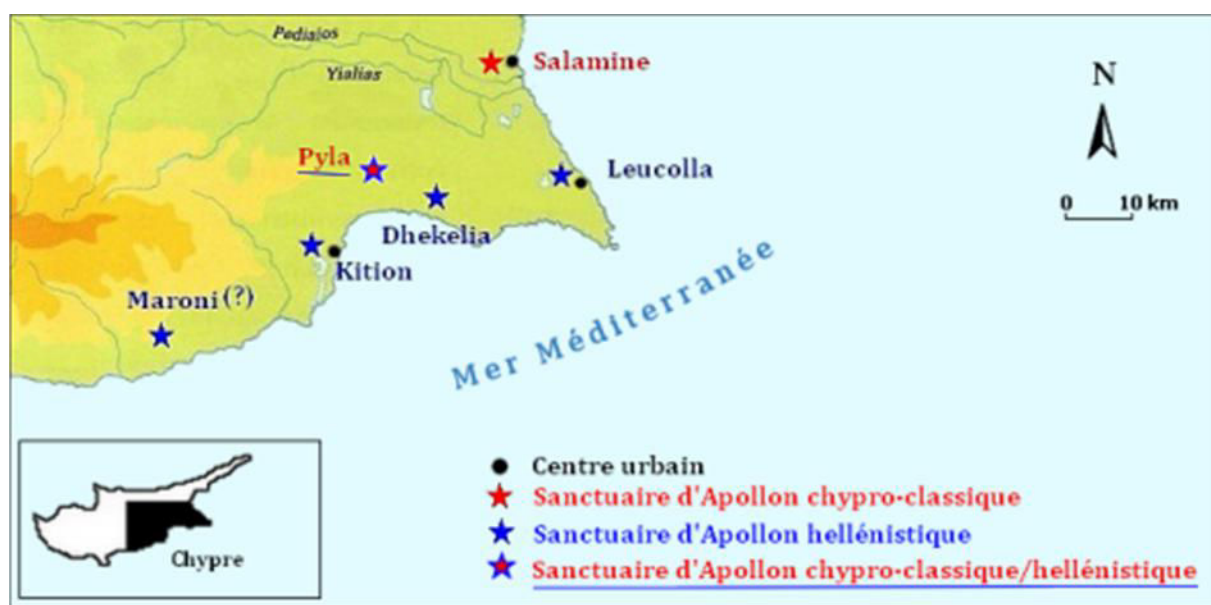 Pediaios
Salamine
Yialias
N
Pyla
Leucolla
0 10 km
Dhekelia
Kition
Maroni (?)
Mer Méditerranée
Centre urbain
Sanctuaire d'Apollon chypro-classique
Sanctuaire d'Apollon hellénistique
Sanctuaire d'Apollon chypro-classique/hellénistique
Chypre